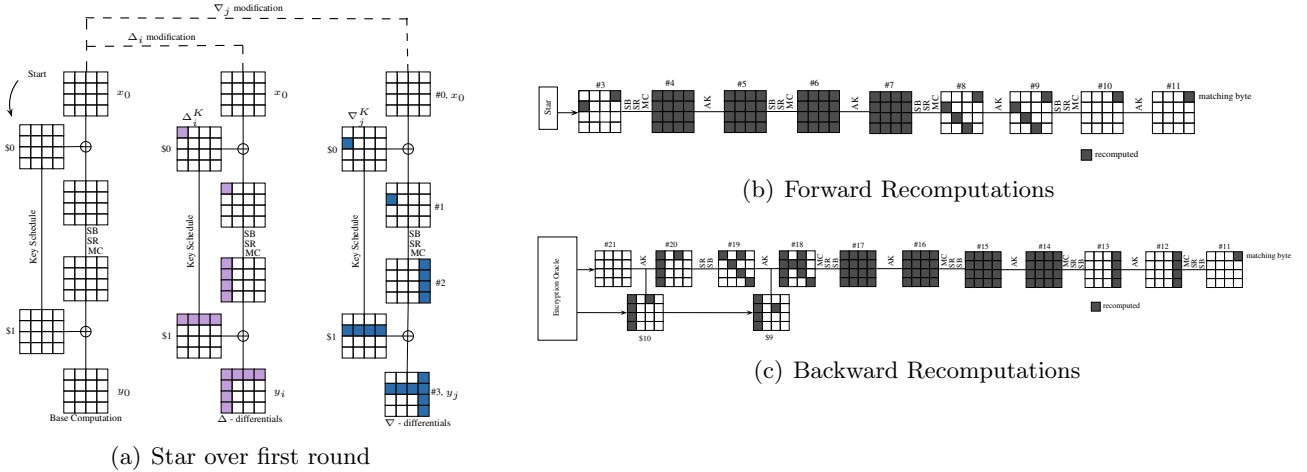 ∇j modification
Δi modification
Start
x0
x0
#0, x0
Δ K i
∇ K j
$0
$0
$0
Key Schedule
Key Schedule
Key Schedule
#1
SB
SR
MC
SB
SR
MC
SB
SR
MC
#2
$1
$1
$1
y0
yi
#3, yj
Base Computation
Δ - differentials
∇ - differentials
(a) Star over first round
Star
#3
SB
SR
MC
#4
AK
#5
SB
SR
MC
#6
AK
#7
SB
SR
MC
#8
AK
#9
SB
SR
MC
#10
AK
#11
matching byte
recomputed
(b) Forward Recomputations
Encryption Oracle
#21
AK
#20
SR
SB
#19
AK
#18
MC
SR
SB
#17
AK
#16
MC
SR
SB
#15
AK
#14
MC
SR
SB
#13
AK
#12
MC
SR
SB
#11
matching byte
$10
$9
recomputed
(c) Backward Recomputations